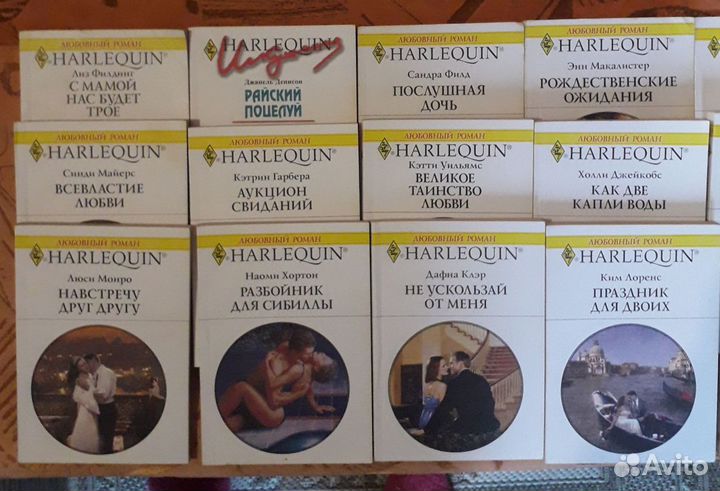 ЛЮБОВНЫЙ РОМАН
HARLEQUIN®
Лиз Филдинг
С МАМОЙ
НАС БУДЕТ
ТРОЕ
HARLEQUIN
Джанель Денисон
РАЙСКИЙ
ПОЦЕЛУЙ
ЛЮБОВНЫЙ РОМАН
HARLEQUIN®
Сандра Филд
ПОСЛУШНАЯ
ДОЧЬ
ЛЮБОВНЫЙ РОМАН
HARLEQUIN®
Энн Макалистер
РОЖДЕСТВЕНСКИЕ
ОЖИДАНИЯ
ЛЮБОВНЫЙ РОМАН
HARLEQUIN®
Синди Майерс
ВСЕВЛАСТИЕ
ЛЮБВИ
ЛЮБОВНЫЙ РОМАН
HARLEQUIN®
Кэтрин Гарбера
АУКЦИОН
СВИДАНИЙ
ЛЮБОВНЫЙ РОМАН
HARLEQUIN®
Кэтти Уильямс
ВЕЛИКОЕ
ТАИНСТВО
ЛЮБВИ
ЛЮБОВНЫЙ РОМАН
HARLEQUIN®
Холли Джейкобс
КАК ДВЕ
КАПЛИ ВОДЫ
ЛЮБОВНЫЙ РОМАН
HARLEQUIN®
Люси Монро
НАВСТРЕЧУ
ДРУГ ДРУГУ
ЛЮБОВНЫЙ РОМАН
HARLEQUIN®
Наоми Хортон
РАЗБОЙНИК
ДЛЯ СИБИЛЛЫ
ЛЮБОВНЫЙ РОМАН
HARLEQUIN®
Дафна Клэр
НЕ УСКОЛЬЗАЙ
ОТ МЕНЯ
ЛЮБОВНЫЙ РОМАН
HARLEQUIN®
Ким Лоренс
ПРАЗДНИК
ДЛЯ ДВОИХ
Avito